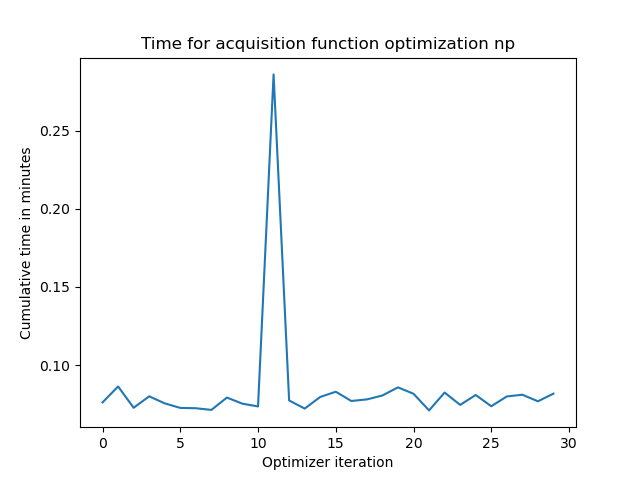 Time for acquisition function optimization np
Cumulative time in minutes
0.25
0.20
0.15
0.10
0 5 10 15 20 25 30
Optimizer iteration